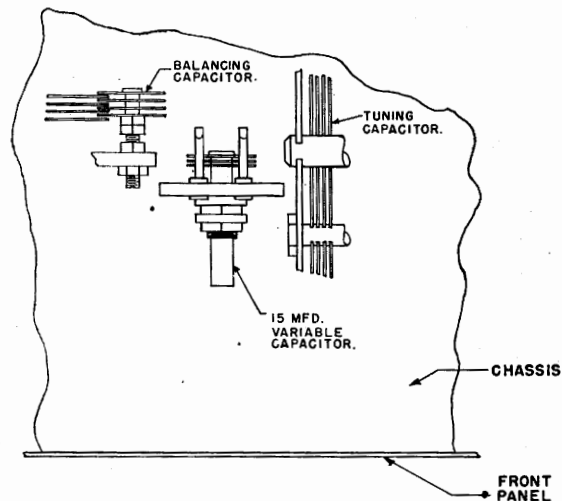 BALANCING
CAPACITOR.
TUNING
CAPACITOR.
15 MFD.
VARIABLE
CAPACITOR.
CHASSIS
FRONT
PANEL